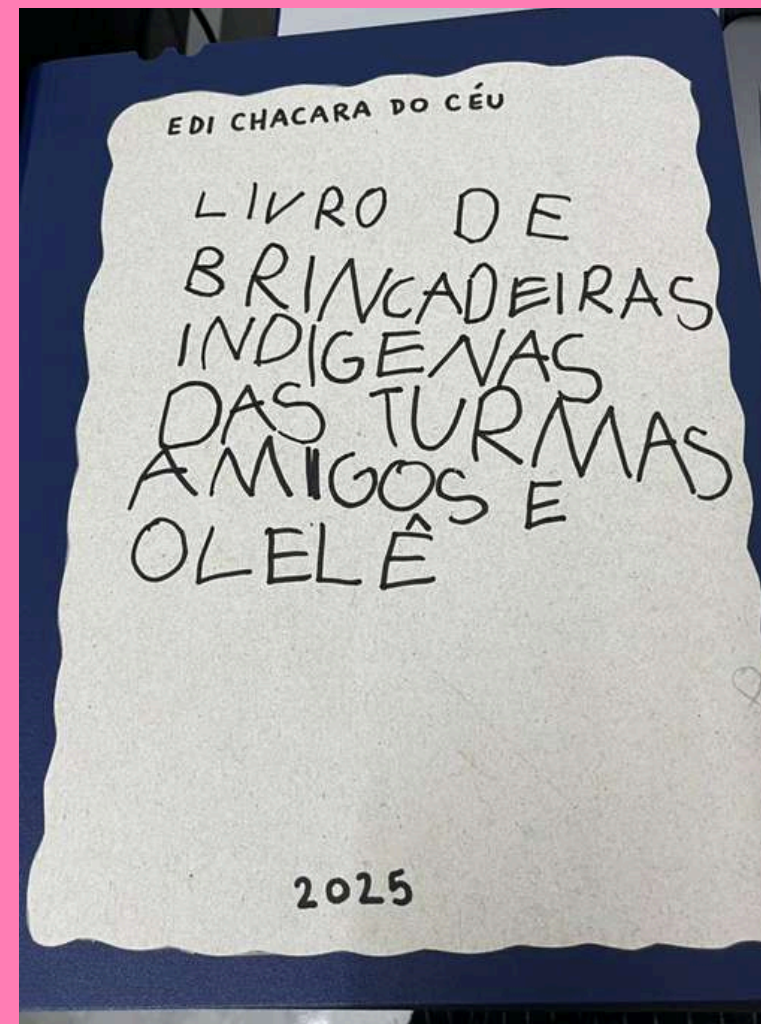 EDI CHACARA DO CÉU
LIVRO DE
BRINCADEIRAS
INDIGENAS
DAS TURMAS
AMIGOS E
OLELÊ
2025